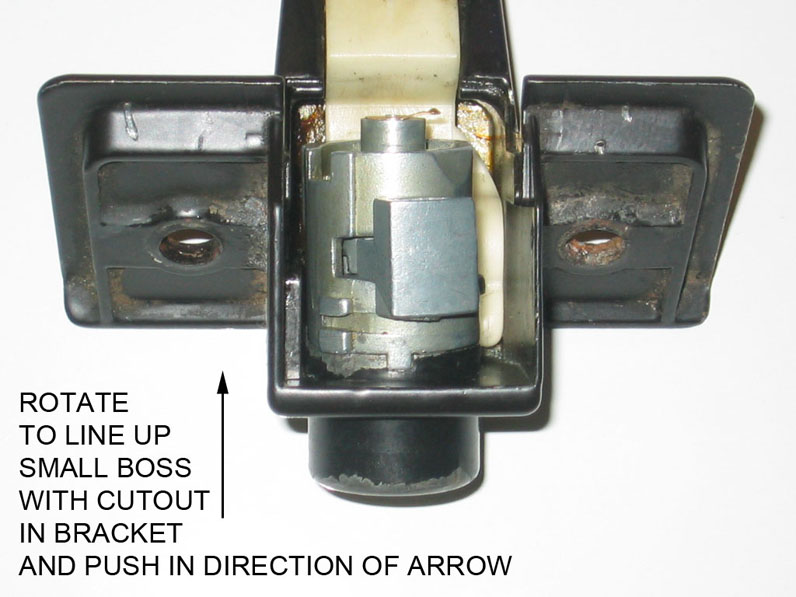 ROTATE
TO LINE UP
SMALL BOSS
WITH CUTOUT
IN BRACKET
AND PUSH IN DIRECTION OF ARROW